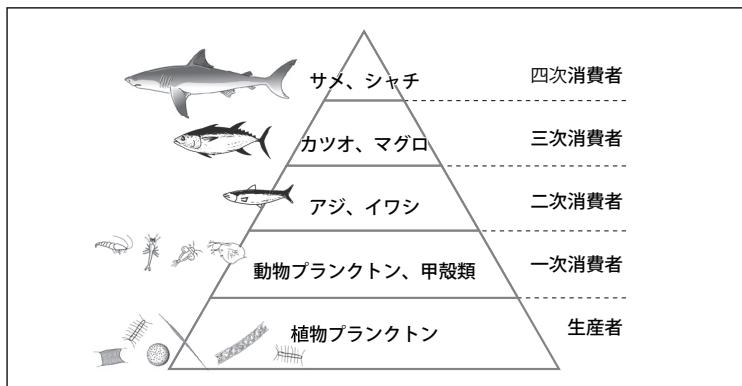 サメ、シャチ 四次消費者
カツオ、マグロ 三次消費者
アジ、イワシ 二次消費者
動物プランクトン、甲殻類 一次消費者
植物プランクトン 生産者